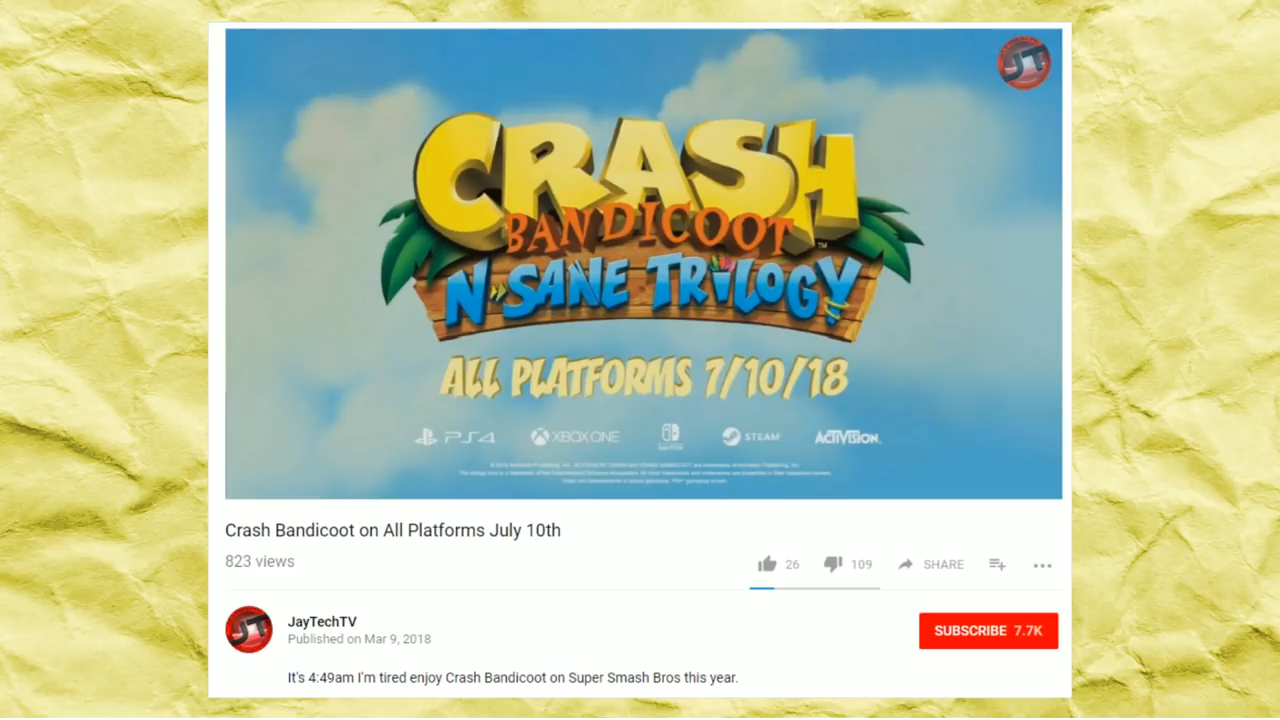 JT
CRASH
BANDICOOT
N·SANE TRILOGY
TM
ALL PLATFORMS 7/10/18
PS4 XBOX ONE STEAM ACTIVISION
Crash Bandicoot on All Platforms July 10th
823 views
26 109 SHARE
JT
JayTechTV
Published on Mar 9, 2018
SUBSCRIBE 7.7K
It's 4:49am I'm tired enjoy Crash Bandicoot on Super Smash Bros this year.